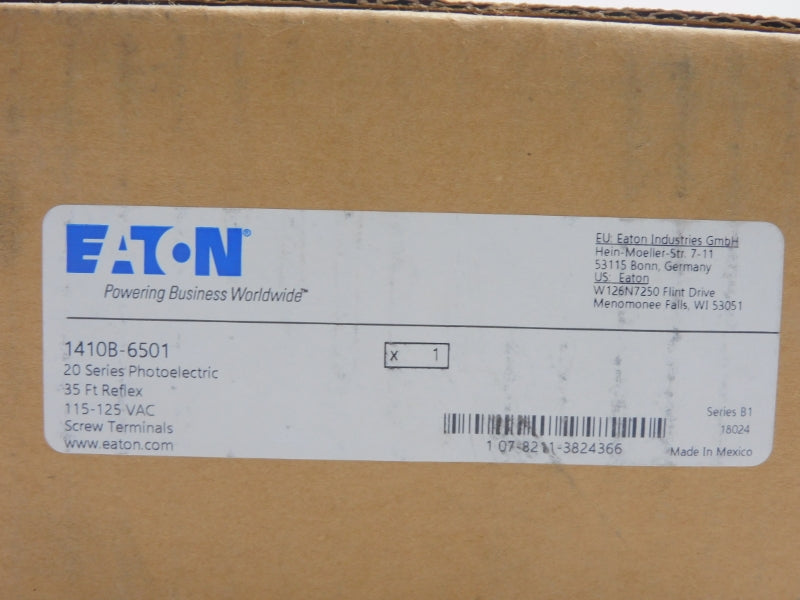 EATON®
Powering Business Worldwide™
EU: Eaton Industries GmbH
Hein-Moeller-Str. 7-11
53115 Bonn, Germany
US: Eaton
W126N7250 Flint Drive
Menomonee Falls, WI 53051
1410B-6501
x 1
20 Series Photoelectric
35 Ft Reflex
115-125 VAC
Screw Terminals
www.eaton.com
1 07-8211-3824366
Series B1
18024
Made In Mexico